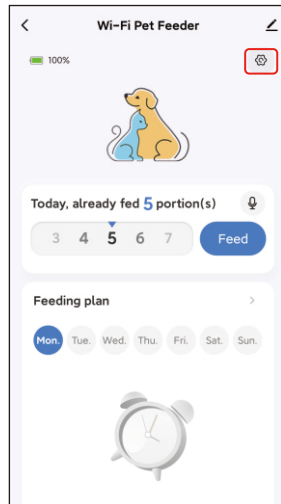 Wi-Fi Pet Feeder
100%
Today, already fed 5 portion(s)
3 4 5 6 7 Feed
Feeding plan
Mon. Tue. Wed. Thu. Fri. Sat. Sun.